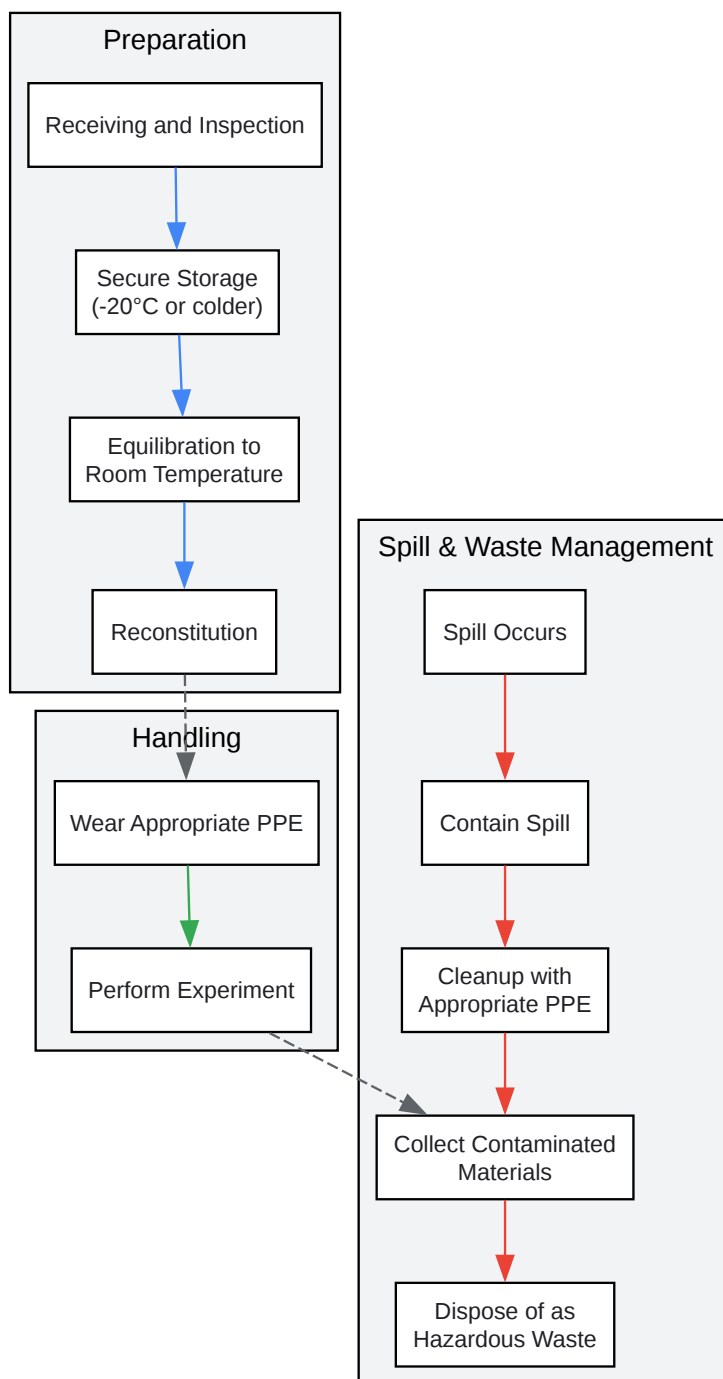 Preparation
Receiving and Inspection
Secure Storage
(-20°C or colder)
Equilibration to
Room Temperature
Reconstitution
Handling
Wear Appropriate PPE
Perform Experiment
Spill & Waste Management
Spill Occurs
Contain Spill
Cleanup with
Appropriate PPE
Collect Contaminated
Materials
Dispose of as
Hazardous Waste